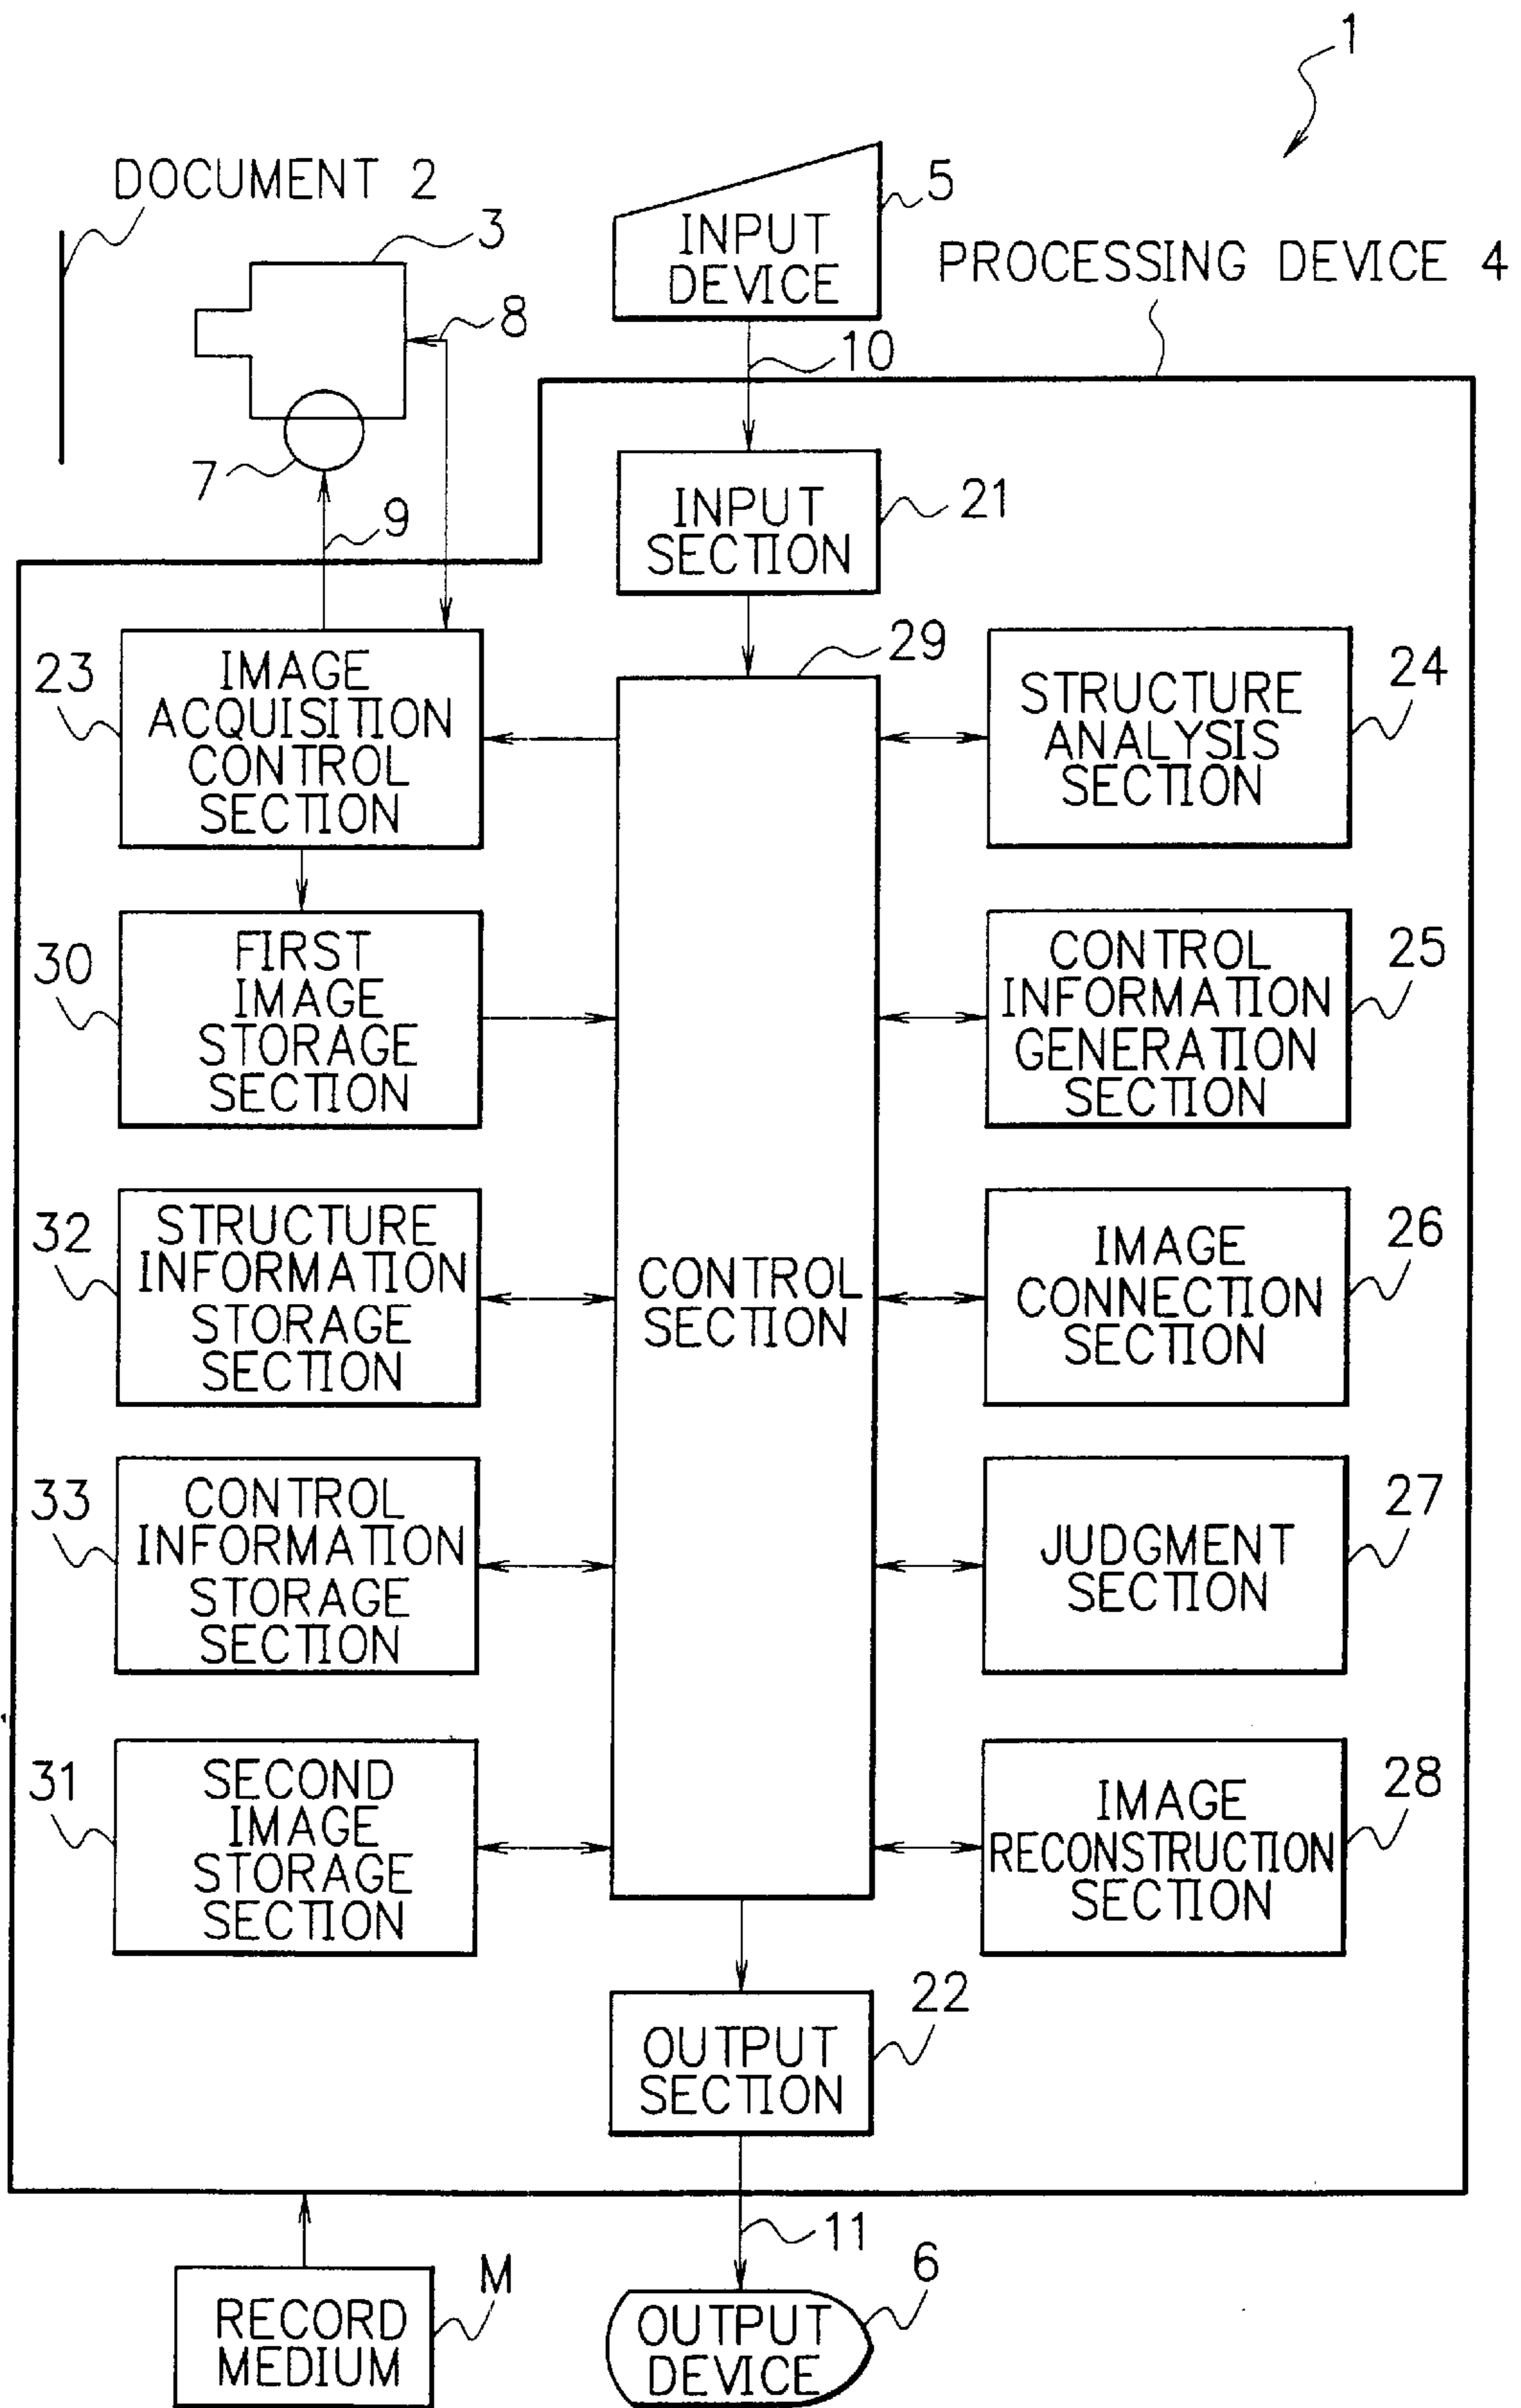 1
DOCUMENT 2
3
8
7
9
INPUT
DEVICE
5
10
PROCESSING DEVICE 4
INPUT
SECTION
21
29
23
IMAGE
ACQUISITION
CONTROL
SECTION
STRUCTURE
ANALYSIS
SECTION
24
30
FIRST
IMAGE
STORAGE
SECTION
CONTROL
INFORMATION
GENERATION
SECTION
25
32
STRUCTURE
INFORMATION
STORAGE
SECTION
CONTROL
SECTION
IMAGE
CONNECTION
SECTION
26
33
CONTROL
INFORMATION
STORAGE
SECTION
JUDGMENT
SECTION
27
31
SECOND
IMAGE
STORAGE
SECTION
IMAGE
RECONSTRUCTION
SECTION
28
OUTPUT
SECTION
22
11
RECORD
MEDIUM
M
OUTPUT
DEVICE
6